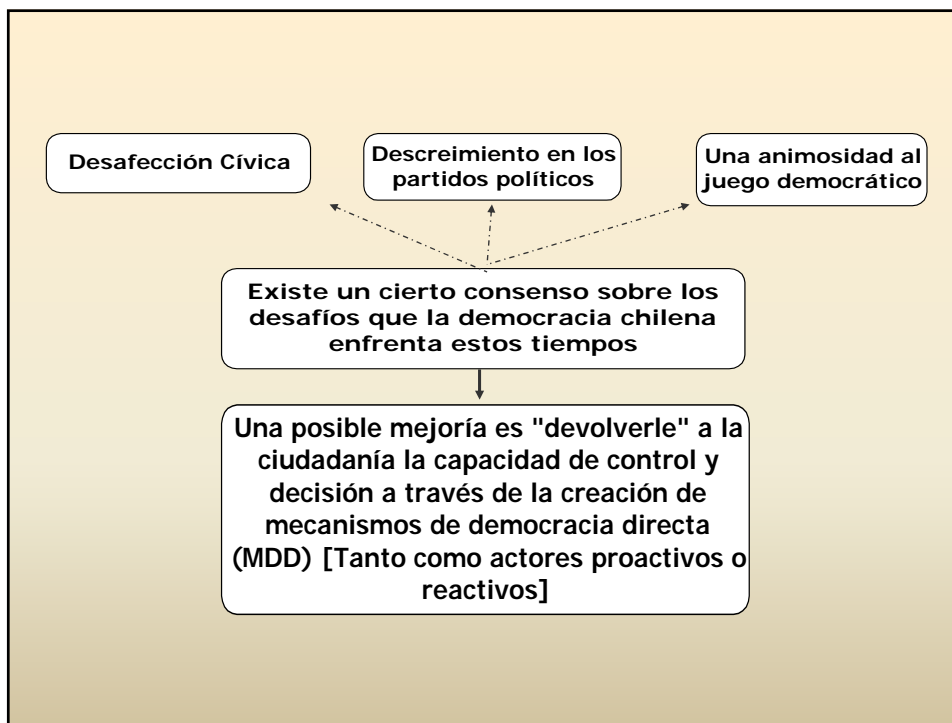 Desafección Cívica
Descreimiento en los
partidos políticos
Una animosidad al
juego democrático
Existe un cierto consenso sobre los
desafíos que la democracia chilena
enfrenta estos tiempos
Una posible mejoría es "devolverle" a la
ciudadanía la capacidad de control y
decisión a través de la creación de
mecanismos de democracia directa
(MDD) [Tanto como actores proactivos o
reactivos]